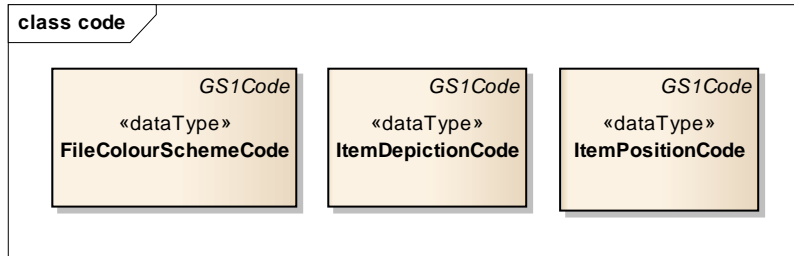 class code
GS1Code
«dataType»
FileColourSchemeCode
GS1Code
«dataType»
ItemDepictionCode
GS1Code
«dataType»
ItemPositionCode